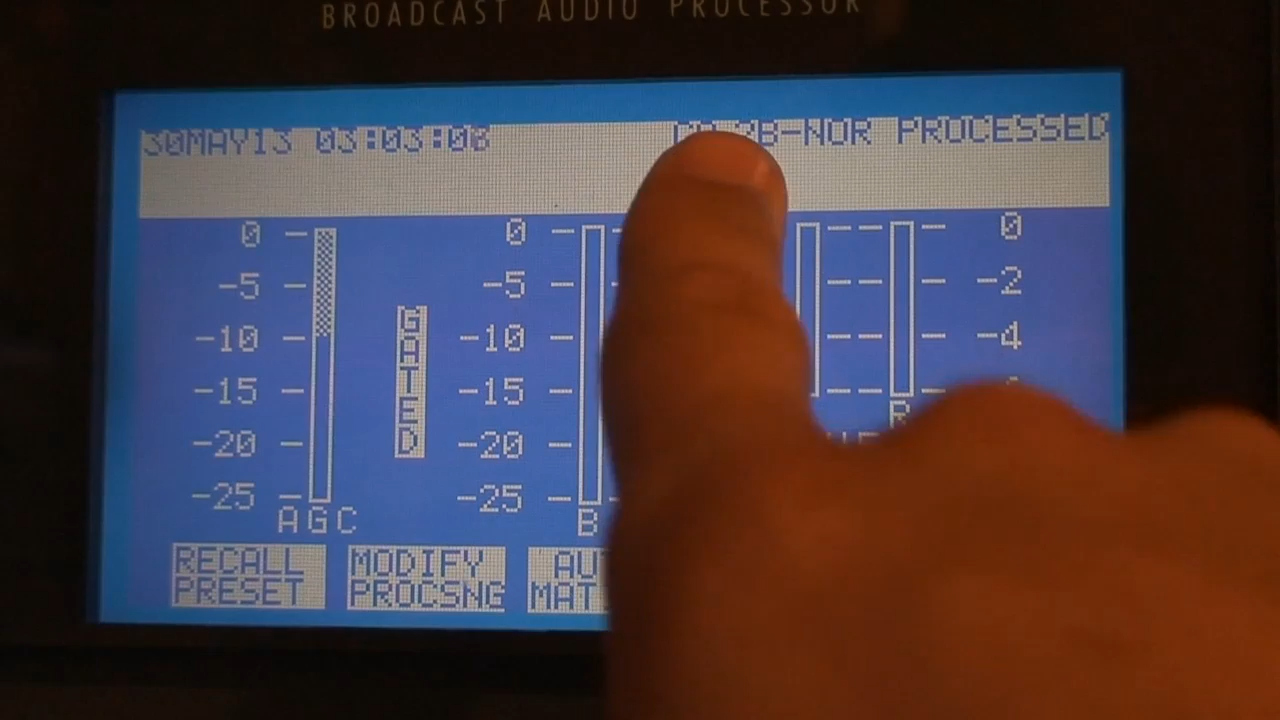 BROADCAST AUDIO PROCESSOR
30MAY13 03:03:08 2B-NOR PROCESSED
0 0 0
-5 -5 -2
-10 -10 -4
-15 -15
-20 -20
-25 -25
GATED
AGC B R
RECALL PRESET
MODIFY PROCSNG